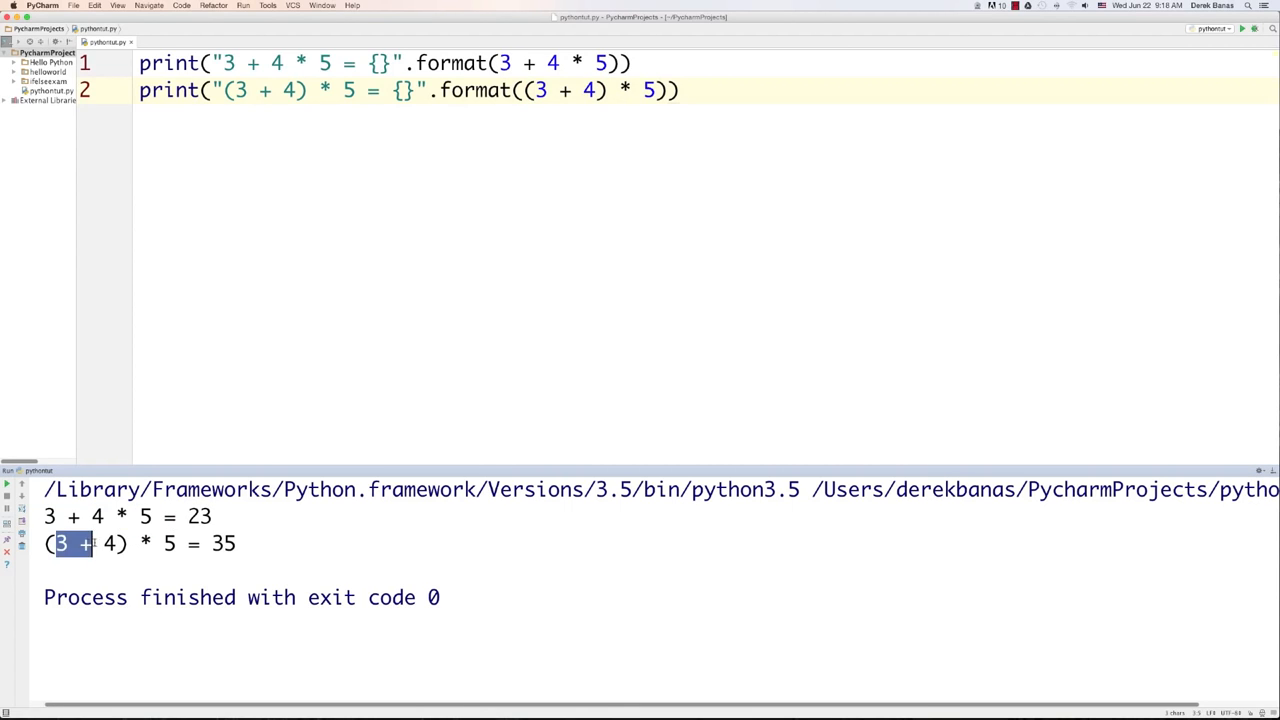 PyCharm File Edit View Navigate Code Refactor Run Tools VCS Window Help
10 Wed Jun 22 9:18 AM Derek Banas
pythontut.py - PycharmProjects - [~/PycharmProjects]
PycharmProjects pythontut.py
pythontut
pythontut.py ×
PycharmProject
Hello Python
helloworld
ifelseexam
pythontut.py
External Librarie
1 print("3 + 4 * 5 = {}".format(3 + 4 * 5))
2 print("(3 + 4) * 5 = {}".format((3 + 4) * 5))
Run pythontut
/Library/Frameworks/Python.framework/Versions/3.5/bin/python3.5 /Users/derekbanas/PycharmProjects/pytho
3 + 4 * 5 = 23
(3 + 4) * 5 = 35
Process finished with exit code 0
3 chars 3:5 LF÷ UTF-8÷